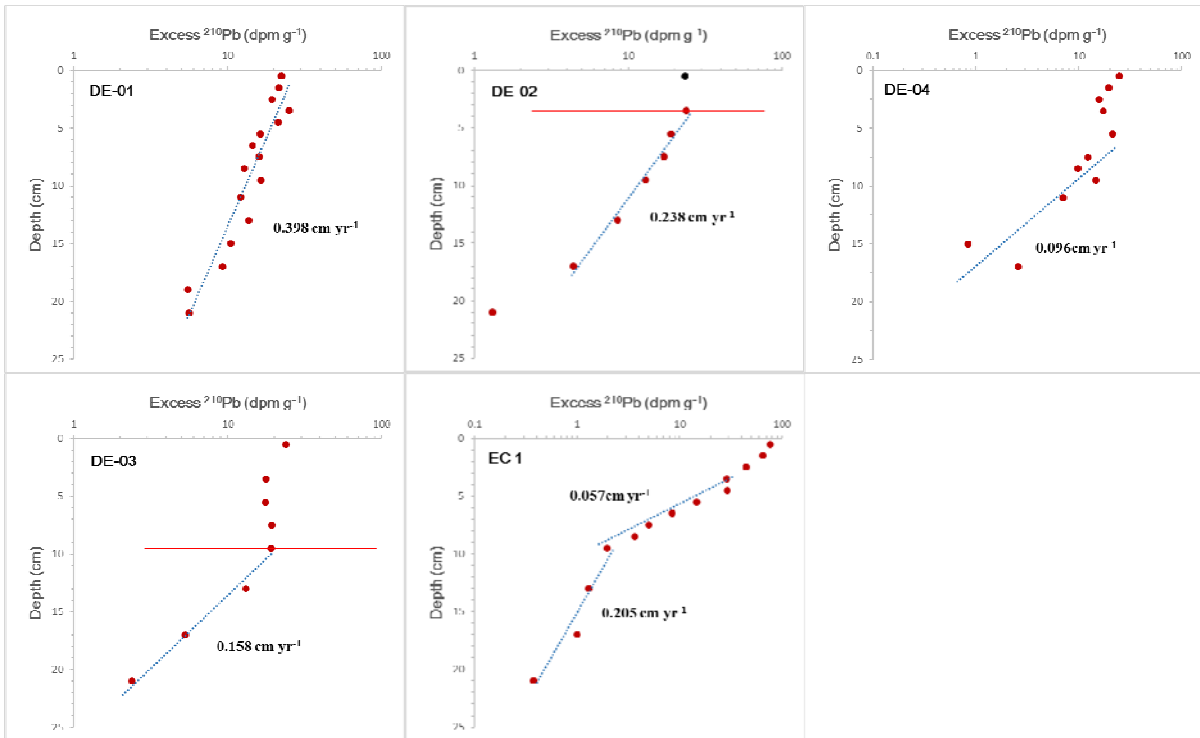 Excess ²¹⁰Pb (dpm g⁻¹)
1 10 100
0
5
10
15
20
25
Depth (cm)
DE-01
0.398 cm yr⁻¹
Excess ²¹⁰Pb (dpm g⁻¹)
1 10 100
0
5
10
15
20
25
Depth (cm)
DE 02
0.238 cm yr⁻¹
Excess ²¹⁰Pb (dpm g⁻¹)
0.1 1 10 100
0
5
10
15
20
25
Depth (cm)
DE-04
0.096cm yr⁻¹
Excess ²¹⁰Pb (dpm g⁻¹)
1 10 100
0
5
10
15
20
25
Depth (cm)
DE-03
0.158 cm yr⁻¹
Excess ²¹⁰Pb (dpm g⁻¹)
0.1 1 10 100
0
5
10
15
20
25
Depth (cm)
EC 1
0.057cm yr⁻¹
0.205 cm yr⁻¹